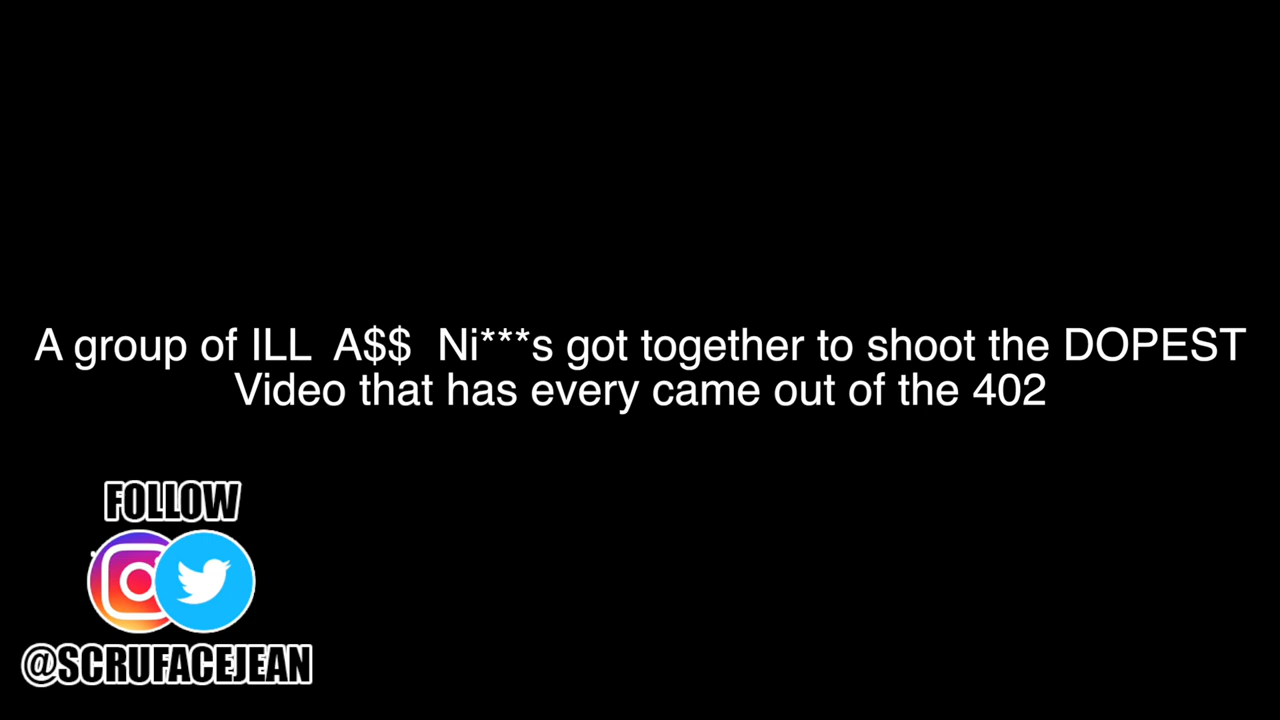 A group of ILL A$$ Ni***s got together to shoot the DOPEST
Video that has every came out of the 402
FOLLOW
@SCRUFACEJEAN